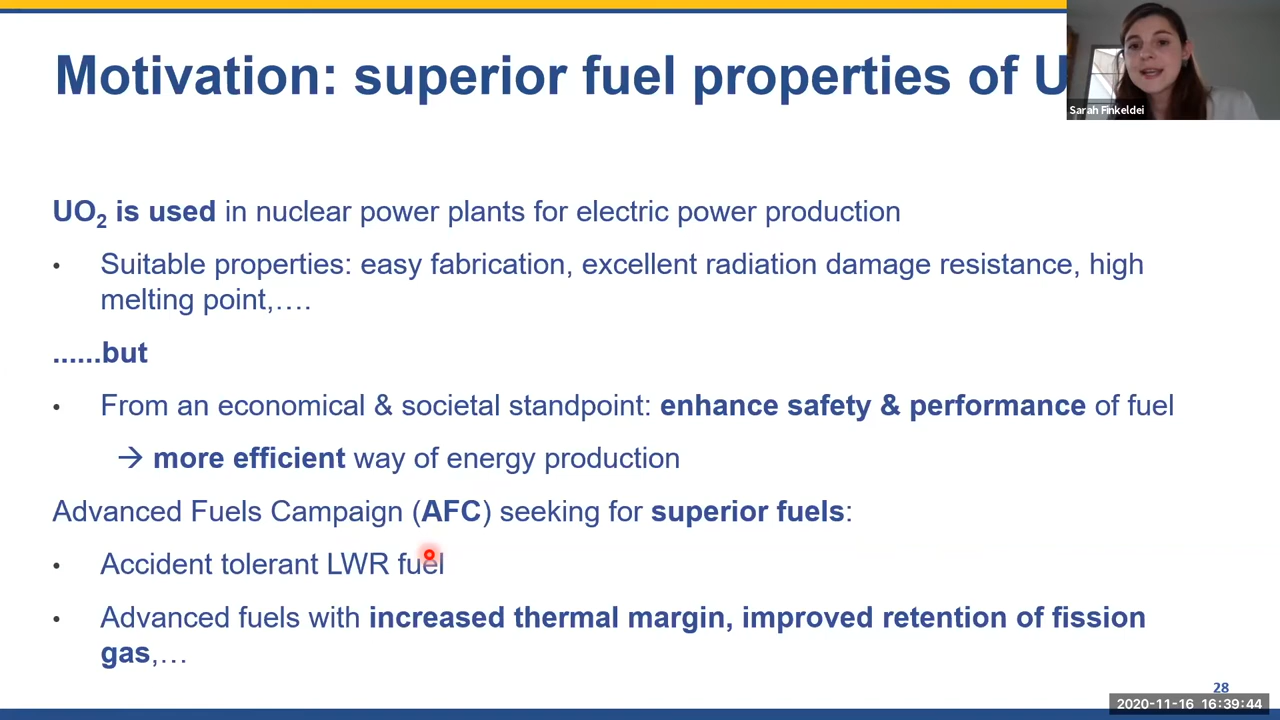 Motivation: superior fuel properties of U
Sarah Finkeldei
UO₂ is used in nuclear power plants for electric power production
• Suitable properties: easy fabrication, excellent radiation damage resistance, high
melting point,….
......but
• From an economical & societal standpoint: enhance safety & performance of fuel
→ more efficient way of energy production
Advanced Fuels Campaign (AFC) seeking for superior fuels:
• Accident tolerant LWR fuel
• Advanced fuels with increased thermal margin, improved retention of fission
gas,…
28
2020-11-16 16:39:44